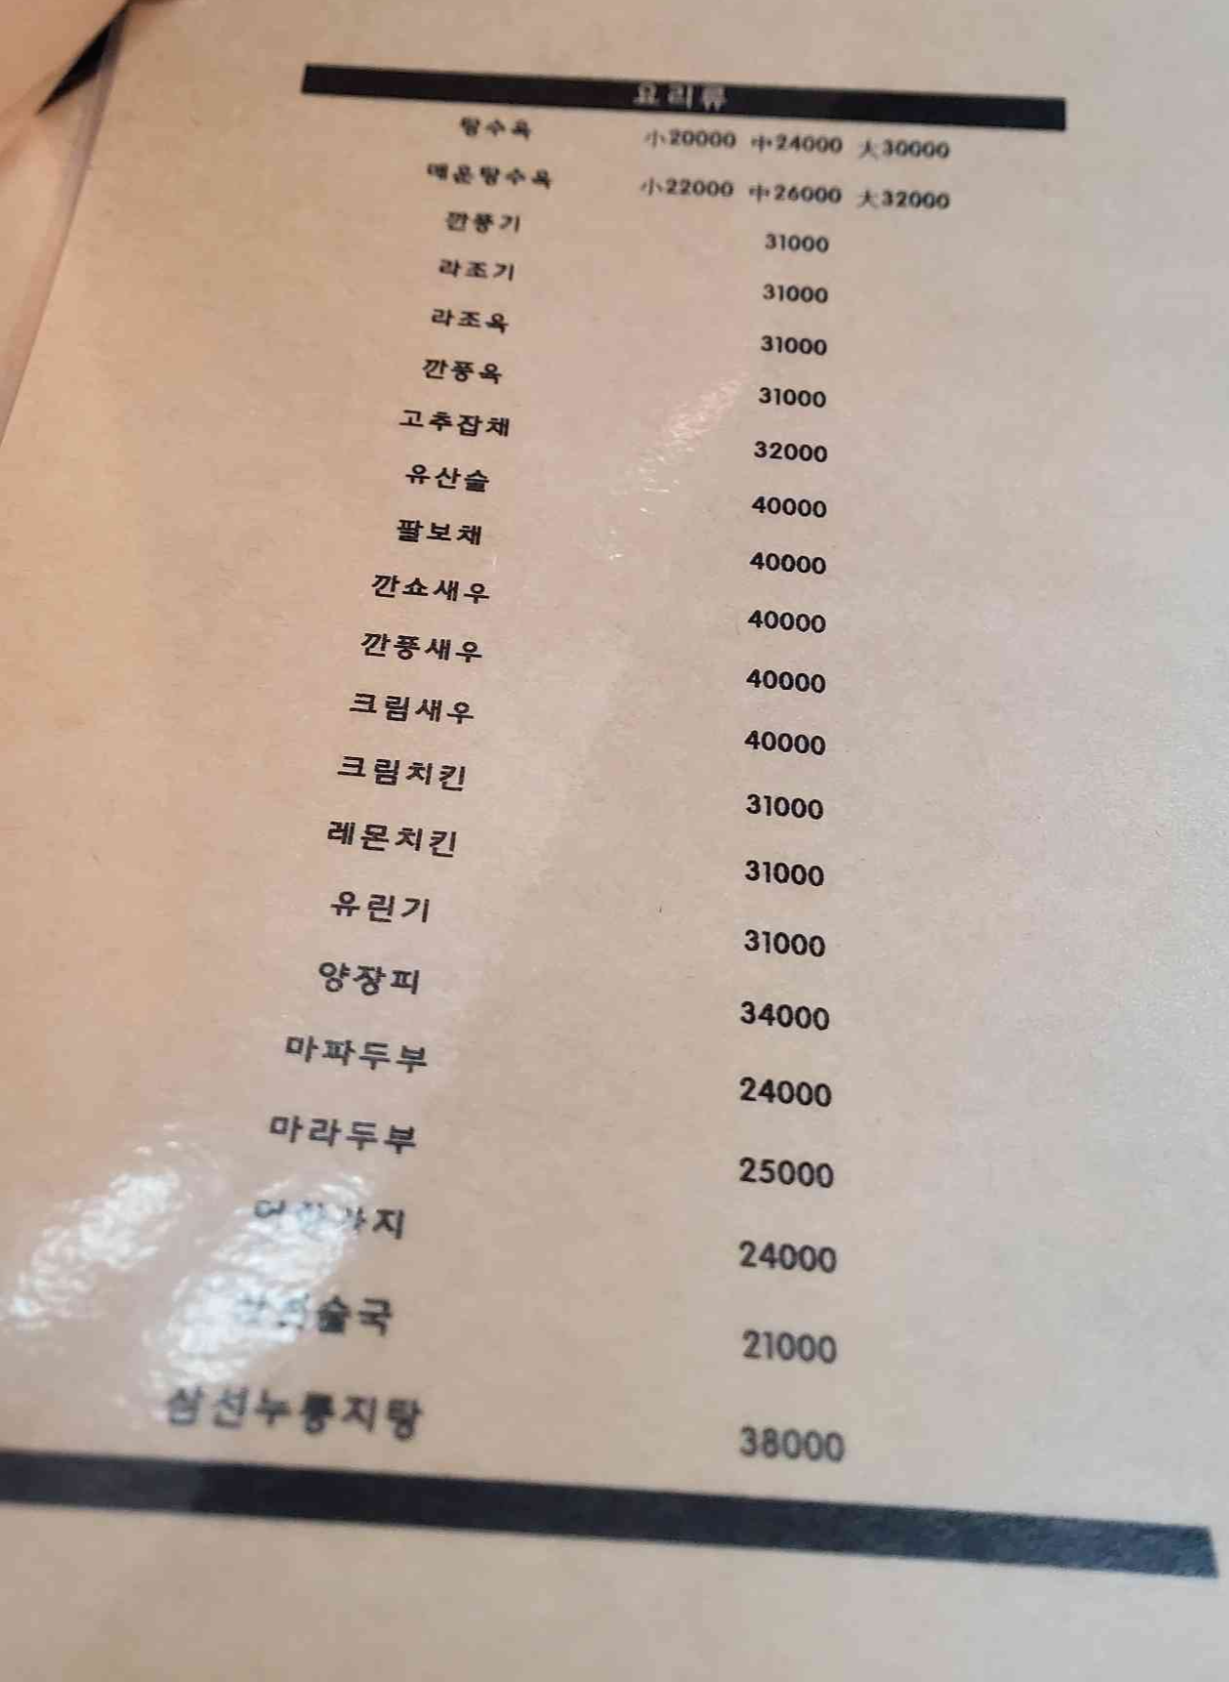 요리류
탕수육 小20000 中24000 大30000
매운탕수육 小22000 中26000 大32000
깐풍기 31000
라조기 31000
라조육 31000
깐풍육 31000
고추잡채 32000
유산슬 40000
팔보채 40000
깐쇼새우 40000
깐풍새우 40000
크림새우 40000
크림치킨 31000
레몬치킨 31000
유린기 31000
양장피 34000
마파두부 24000
마라두부 25000
24000
21000
삼선누룽지탕 38000